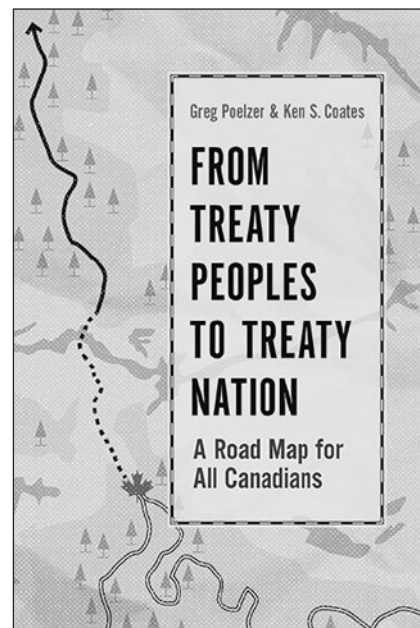 Greg Poelzer & Ken S. Coates
FROM
TREATY
PEOPLES
TO TREATY
NATION
A Road Map for
All Canadians